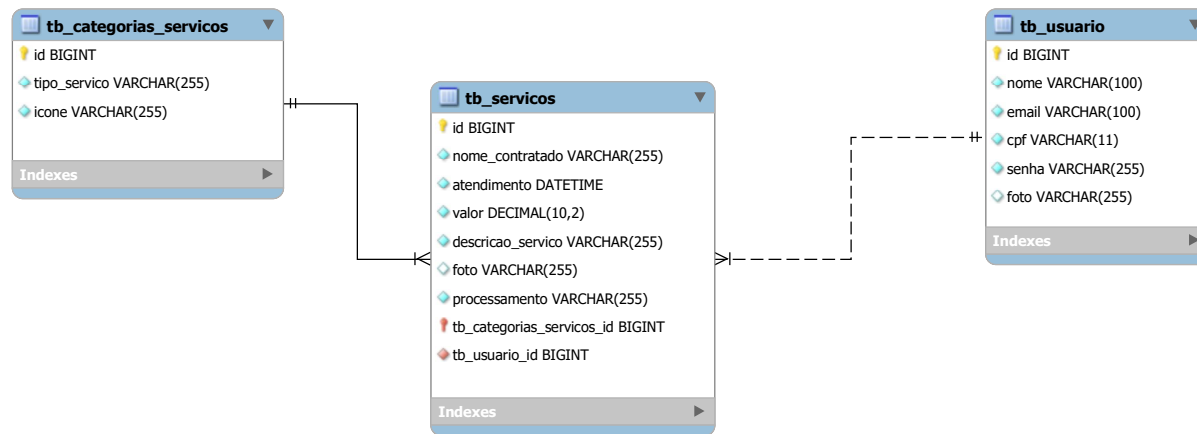 tb_categorias_servicos
id BIGINT
tipo_servico VARCHAR(255)
icone VARCHAR(255)
Indexes
tb_servicos
id BIGINT
nome_contratado VARCHAR(255)
atendimento DATETIME
valor DECIMAL(10,2)
descricao_servico VARCHAR(255)
foto VARCHAR(255)
processamento VARCHAR(255)
tb_categorias_servicos_id BIGINT
tb_usuario_id BIGINT
Indexes
tb_usuario
id BIGINT
nome VARCHAR(100)
email VARCHAR(100)
cpf VARCHAR(11)
senha VARCHAR(255)
foto VARCHAR(255)
Indexes